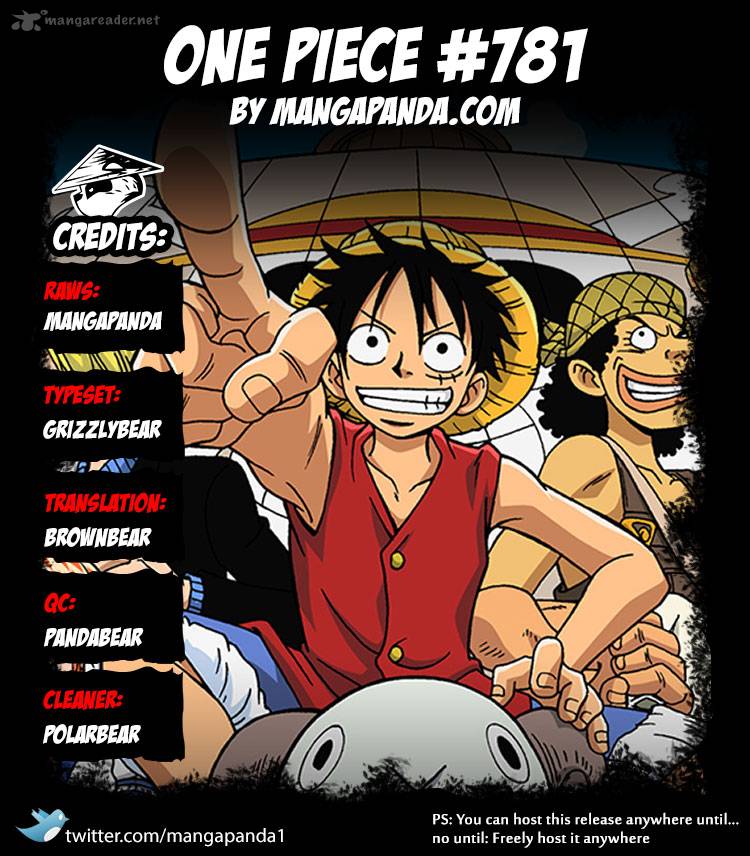 mangareader.net
ONE PIECE #781
BY MANGAPANDA.COM
CREDITS:
RAWS:
MANGAPANDA
TYPESET:
GRIZZLYBEAR
TRANSLATION:
BROWNBEAR
QC:
PANDABEAR
CLEANER:
POLARBEAR
twitter.com/mangapanda1
PS: You can host this release anywhere until...
no until: Freely host it anywhere